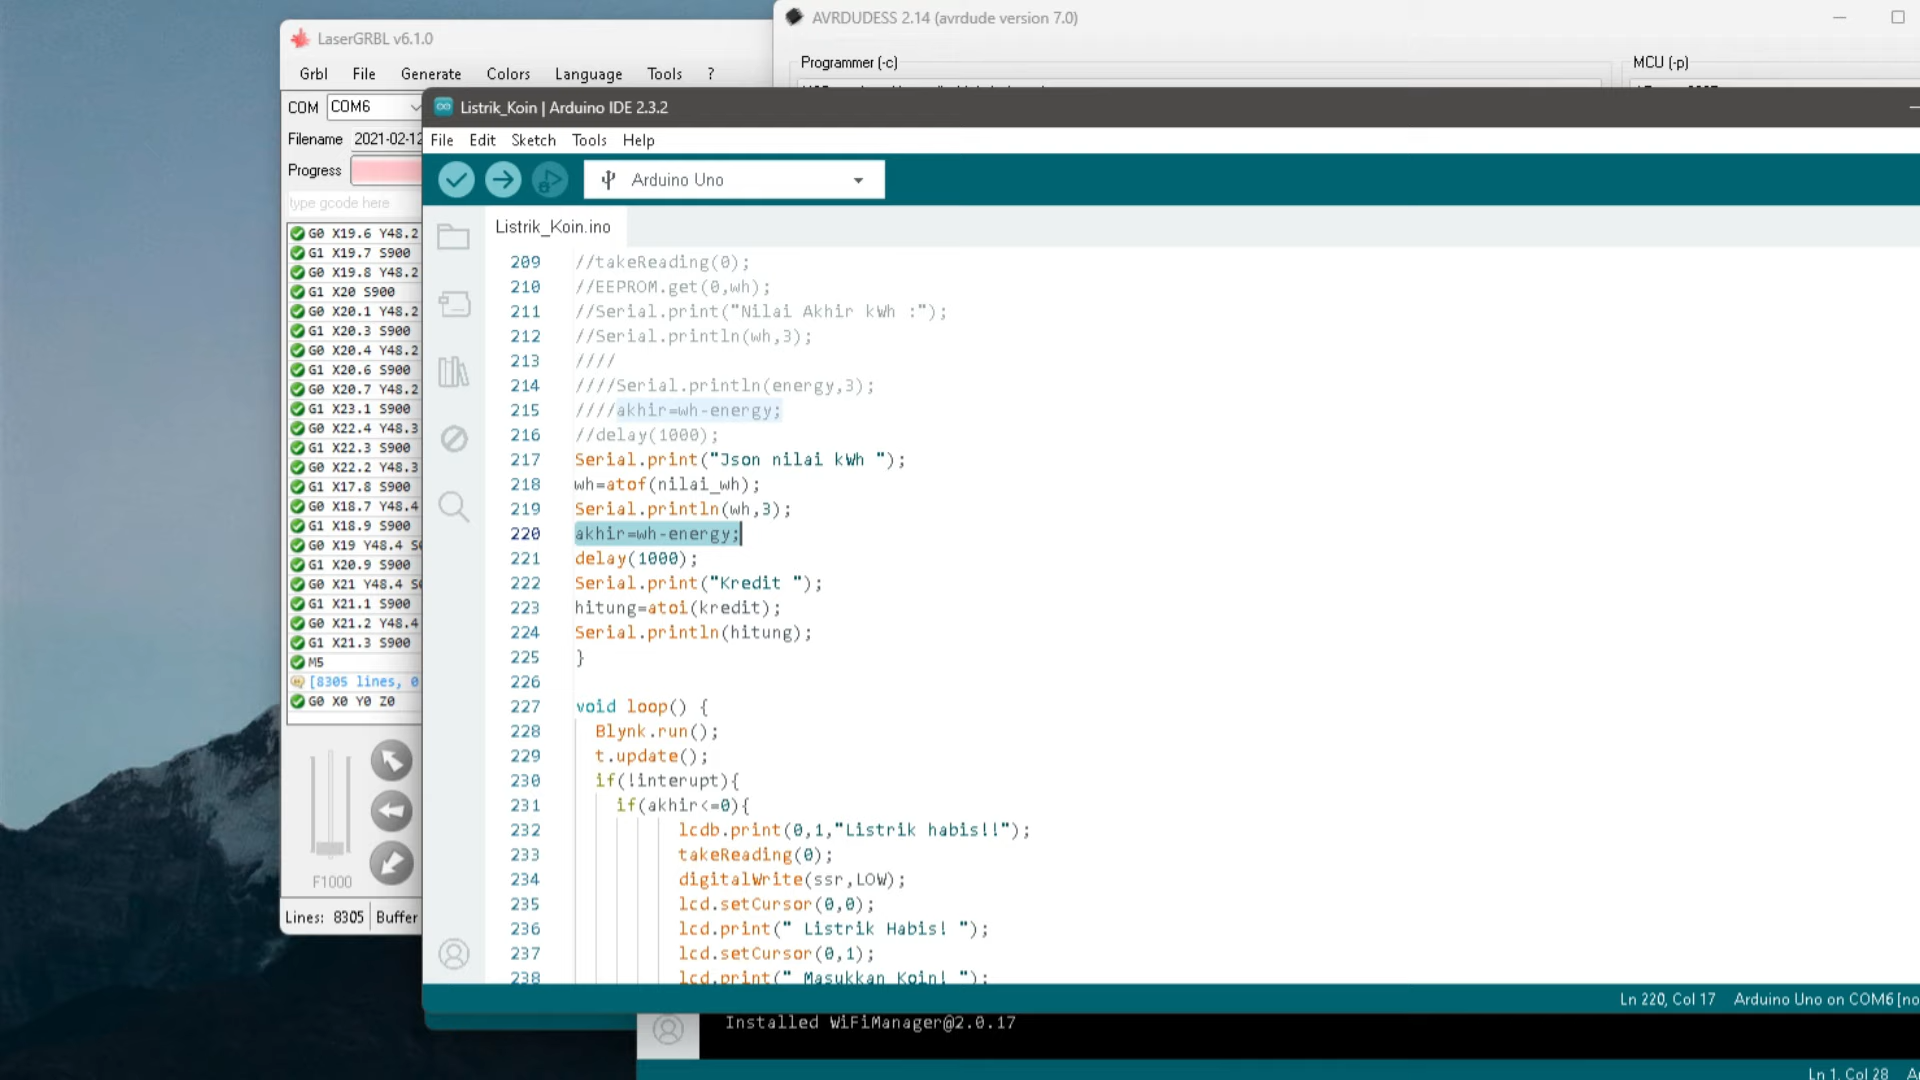 AVRDUDESS 2.14 (avrdude version 7.0)
LaserGRBL v6.1.0
Programmer (-c)
MCU (-p)
Grbl File Generate Colors Language Tools ?
COM COM6
Listrik_Koin | Arduino IDE 2.3.2
Filename 2021-02-12
File Edit Sketch Tools Help
Progress
Arduino Uno
type gcode here
Listrik_Koin.ino
G0 X19.6 Y48.2
G1 X19.7 S900
G0 X19.8 Y48.2
G1 X20 S900
G0 X20.1 Y48.2
G1 X20.3 S900
G0 X20.4 Y48.2
G1 X20.6 S900
G0 X20.7 Y48.2
G1 X23.1 S900
G0 X22.4 Y48.3
G1 X22.3 S900
G0 X22.2 Y48.3
G1 X17.8 S900
G0 X18.7 Y48.4
G1 X18.9 S900
G0 X19 Y48.4 S0
G1 X20.9 S900
G0 X21 Y48.4 S0
G1 X21.1 S900
G0 X21.2 Y48.4
G1 X21.3 S900
M5
[8305 lines, 0
G0 X0 Y0 Z0
F1000
Lines: 8305 Buffer
209 //takeReading(0);
210 //EEPROM.get(0,wh);
211 //Serial.print("Nilai Akhir kWh :");
212 //Serial.println(wh,3);
213 ////
214 ////Serial.println(energy,3);
215 ////akhir=wh-energy;
216 //delay(1000);
217 Serial.print("Json nilai kWh ");
218 wh=atof(nilai_wh);
219 Serial.println(wh,3);
220 akhir=wh-energy;
221 delay(1000);
222 Serial.print("Kredit ");
223 hitung=atoi(kredit);
224 Serial.println(hitung);
225 }
226
227 void loop() {
228 Blynk.run();
229 t.update();
230 if(!interupt){
231 if(akhir<=0){
232 lcdb.print(0,1,"Listrik habis!!");
233 takeReading(0);
234 digitalWrite(ssr,LOW);
235 lcd.setCursor(0,0);
236 lcd.print(" Listrik Habis! ");
237 lcd.setCursor(0,1);
238 lcd.print(" Masukkan Koin! ");
Ln 220, Col 17 Arduino Uno on COM6 [no
Installed WiFiManager@2.0.17
Ln 1, Col 28 A